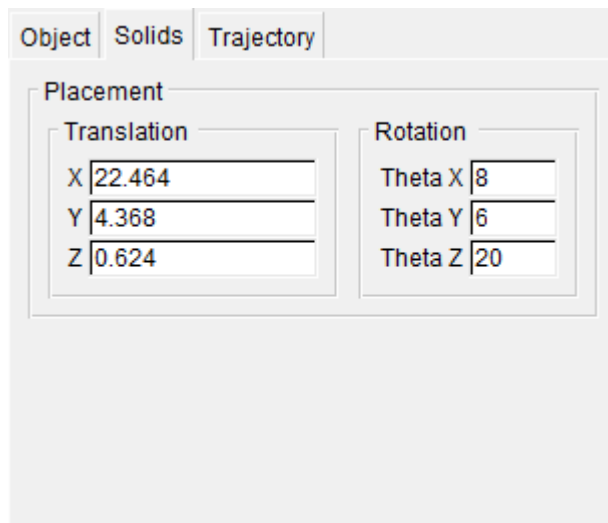 Object Solids Trajectory
Placement
Translation Rotation
X 22.464 Theta X 8
Y 4.368 Theta Y 6
Z 0.624 Theta Z 20